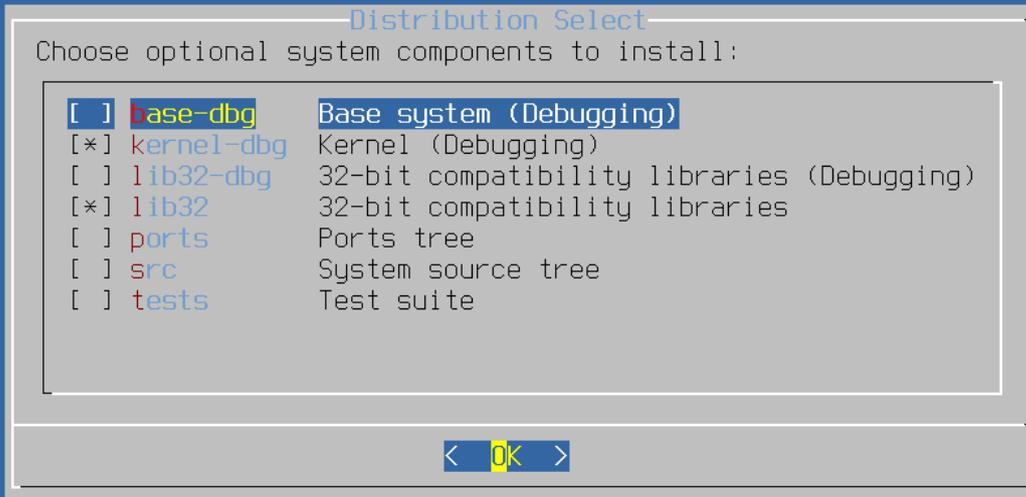 Distribution Select
Choose optional system components to install:
[ ] base-dbg Base system (Debugging)
[*] kernel-dbg Kernel (Debugging)
[ ] lib32-dbg 32-bit compatibility libraries (Debugging)
[*] lib32 32-bit compatibility libraries
[ ] ports Ports tree
[ ] src System source tree
[ ] tests Test suite
< OK >